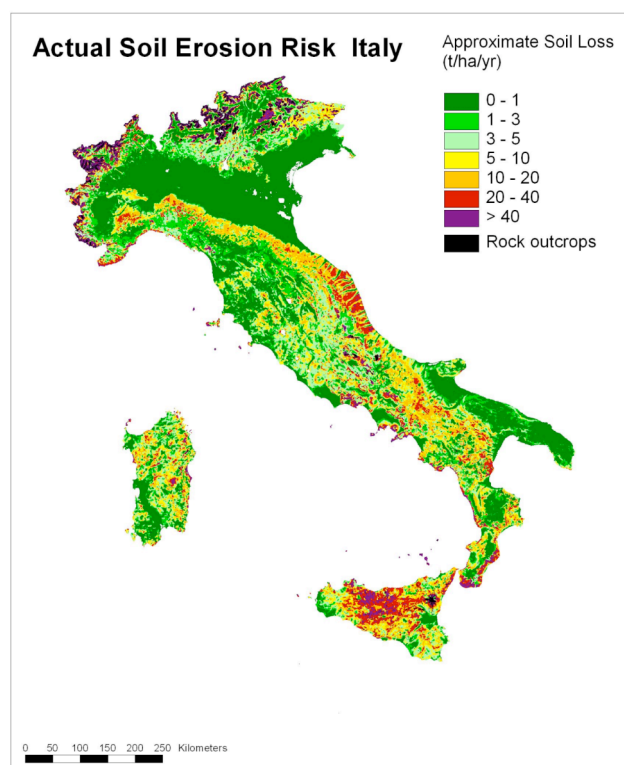 Actual Soil Erosion Risk Italy
Approximate Soil Loss
(t/ha/yr)
0 - 1
1 - 3
3 - 5
5 - 10
10 - 20
20 - 40
> 40
Rock outcrops
0 50 100 150 200 250 Kilometers